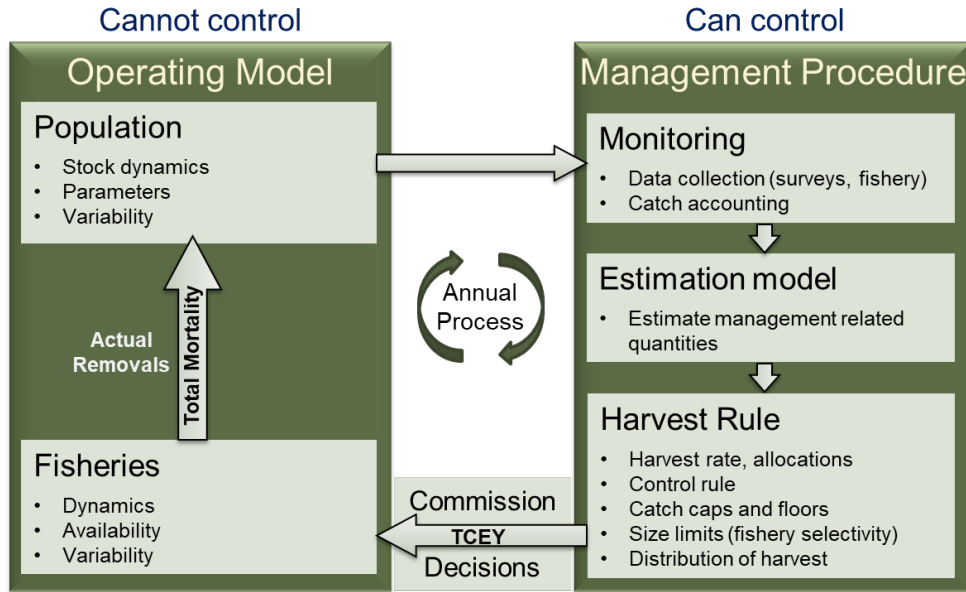 Cannot control
Operating Model
Population
• Stock dynamics
• Parameters
• Variability
Actual
Removals
Total Mortality
Fisheries
• Dynamics
• Availability
• Variability
Annual
Process
Commission
TCEY
Decisions
Can control
Management Procedure
Monitoring
• Data collection (surveys, fishery)
• Catch accounting
Estimation model
• Estimate management related
quantities
Harvest Rule
• Harvest rate, allocations
• Control rule
• Catch caps and floors
• Size limits (fishery selectivity)
• Distribution of harvest